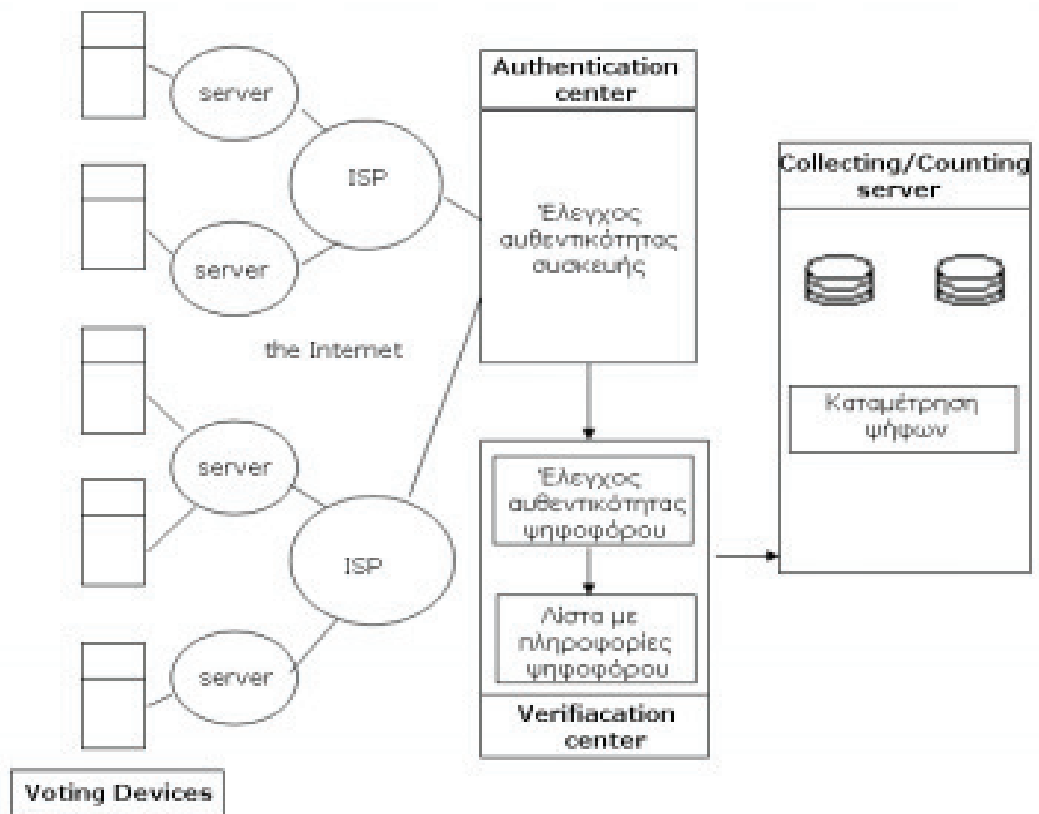 server
ISP
server
the Internet
server
ISP
server
Voting Devices
Authentication
center
Έλεγχος
αυθεντικότητας
συσκευής
Έλεγχος
αυθεντικότητας
ψηφοφόρου
Λίστα με
πληροφορίες
ψηφοφόρου
Verifiacation
center
Collecting/Counting
server
Καταμέτρηση
ψήφων